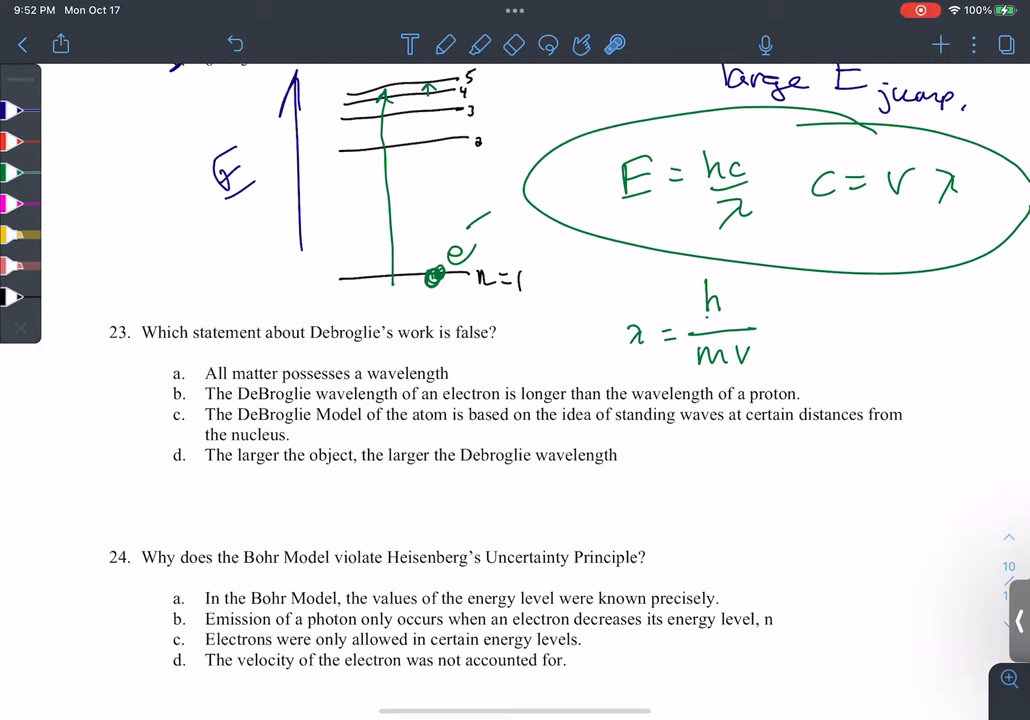 9:52 PM Mon Oct 17
100%
large E jump.
5
4
3
2
E
E = hc/λ c = ν λ
e⁻
n=1
λ = h/mv
23. Which statement about Debroglie's work is false?
a. All matter possesses a wavelength
b. The DeBroglie wavelength of an electron is longer than the wavelength of a proton.
c. The DeBroglie Model of the atom is based on the idea of standing waves at certain distances from
the nucleus.
d. The larger the object, the larger the Debroglie wavelength
24. Why does the Bohr Model violate Heisenberg's Uncertainty Principle?
a. In the Bohr Model, the values of the energy level were known precisely.
b. Emission of a photon only occurs when an electron decreases its energy level, n
c. Electrons were only allowed in certain energy levels.
d. The velocity of the electron was not accounted for.
10
/